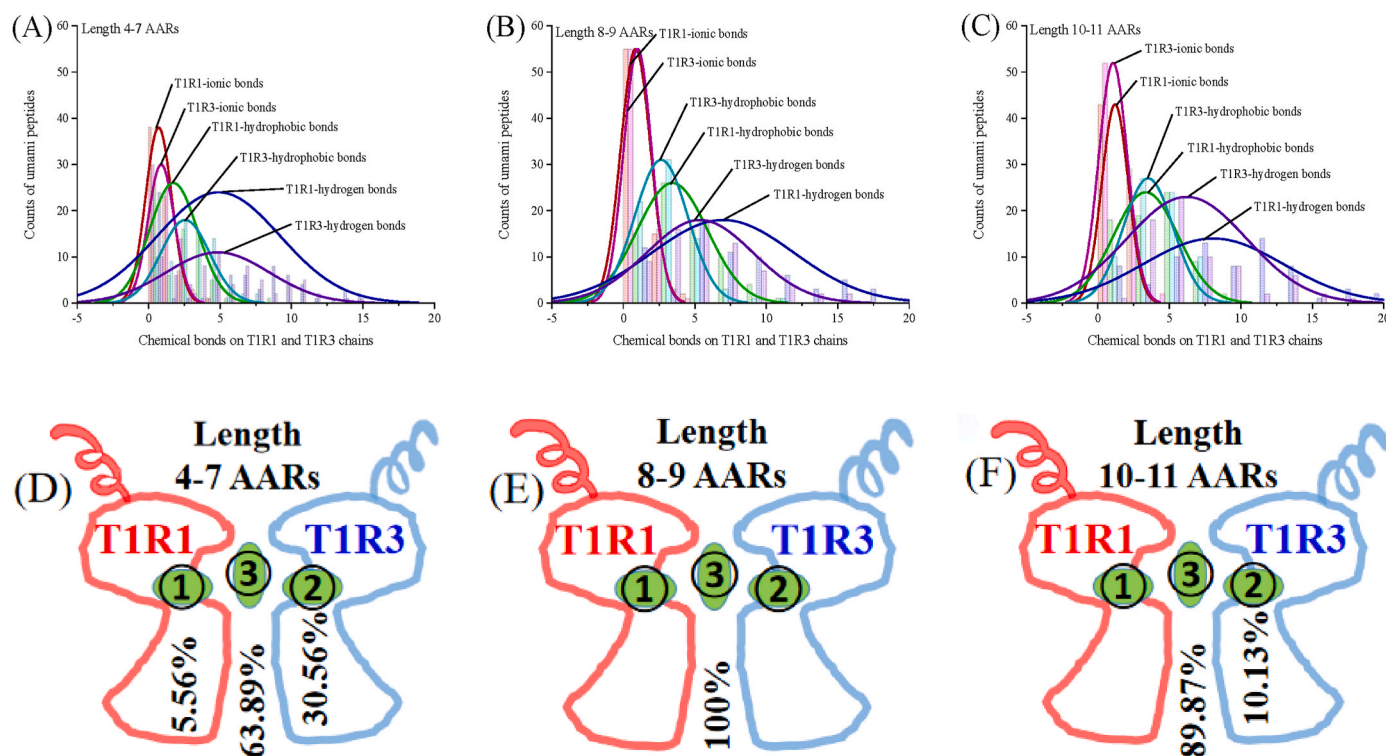 (A)
Length 4-7 AARs
Counts of umami peptides
60
50
40
30
20
10
0
T1R1-ionic bonds
T1R3-ionic bonds
T1R1-hydrophobic bonds
T1R3-hydrophobic bonds
T1R1-hydrogen bonds
T1R3-hydrogen bonds
-5 0 5 10 15 20
Chemical bonds on T1R1 and T1R3 chains
(B)
Length 8-9 AARs
Counts of umami peptides
60
50
40
30
20
10
0
T1R1-ionic bonds
T1R3-ionic bonds
T1R3-hydrophobic bonds
T1R1-hydrophobic bonds
T1R3-hydrogen bonds
T1R1-hydrogen bonds
-5 0 5 10 15 20
Chemical bonds on T1R1 and T1R3 chains
(C)
Length 10-11 AARs
Counts of umami peptides
60
50
40
30
20
10
0
T1R3-ionic bonds
T1R1-ionic bonds
T1R3-hydrophobic bonds
T1R1-hydrophobic bonds
T1R3-hydrogen bonds
T1R1-hydrogen bonds
-5 0 5 10 15 20
Chemical bonds on T1R1 and T1R3 chains
(D)
Length
4-7 AARs
T1R1 T1R3
1 3 2
5.56%
63.89%
30.56%
(E)
Length
8-9 AARs
T1R1 T1R3
1 3 2
100%
(F)
Length
10-11 AARs
T1R1 T1R3
1 3 2
89.87%
10.13%